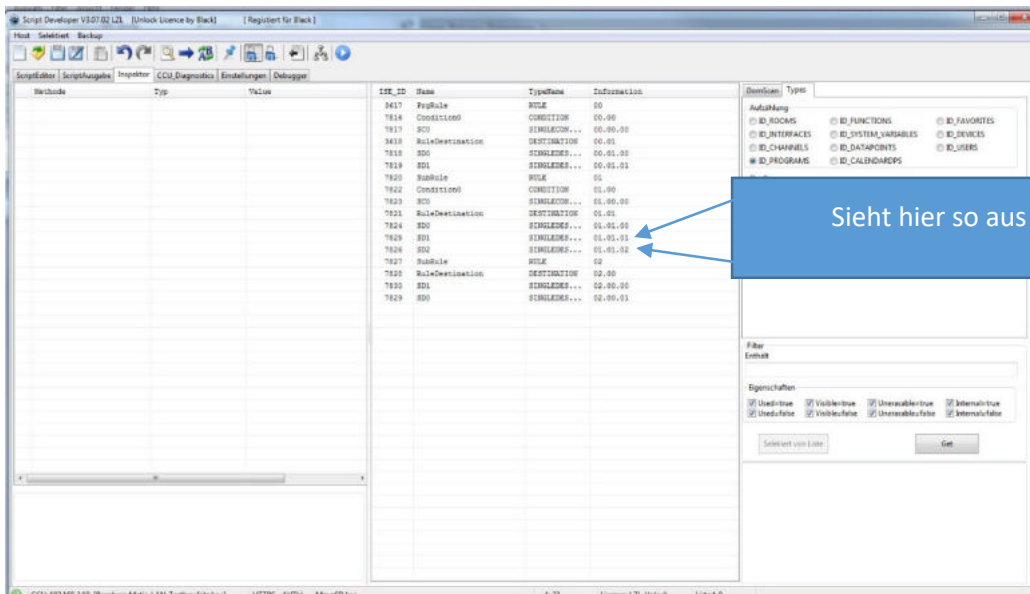 Script Developer V3.07.02 LZ1 [Unlock Licence by Black] [ Registiert für Black ]
Host Selektiert Backup
ScriptEditor ScriptAusgabe Inspektor CCU_Diagnostics Einstellungen Debugger
Methode Typ Value
ISE_ID Name TypeName Information
3617 PrgRule RULE 00
7816 Condition0 CONDITION 00.00
7817 SC0 SINGLECON... 00.00.00
3618 RuleDestination DESTINATION 00.01
7818 SD0 SINGLEDES... 00.01.00
7819 SD1 SINGLEDES... 00.01.01
7820 SubRule RULE 01
7822 Condition0 CONDITION 01.00
7823 SC0 SINGLECON... 01.00.00
7821 RuleDestination DESTINATION 01.01
7824 SD0 SINGLEDES... 01.01.00
7825 SD1 SINGLEDES... 01.01.01
7826 SD2 SINGLEDES... 01.01.02
7827 SubRule RULE 02
7828 RuleDestination DESTINATION 02.00
7830 SD1 SINGLEDES... 02.00.00
7829 SD0 SINGLEDES... 02.00.01
DomScan Types
Aufzählung
ID_ROOMS ID_FUNCTIONS ID_FAVORITES
ID_INTERFACES ID_SYSTEM_VARIABLES ID_DEVICES
ID_CHANNELS ID_DATAPOINTS ID_USERS
ID_PROGRAMS ID_CALENDARDPS
Sieht hier so aus
Filter
Enthält
Eigenschaften
Used=true Visible=true Unerasable=true Internal=true
Used=false Visible=false Unerasable=false Internal=false
Selektiert von Liste Get